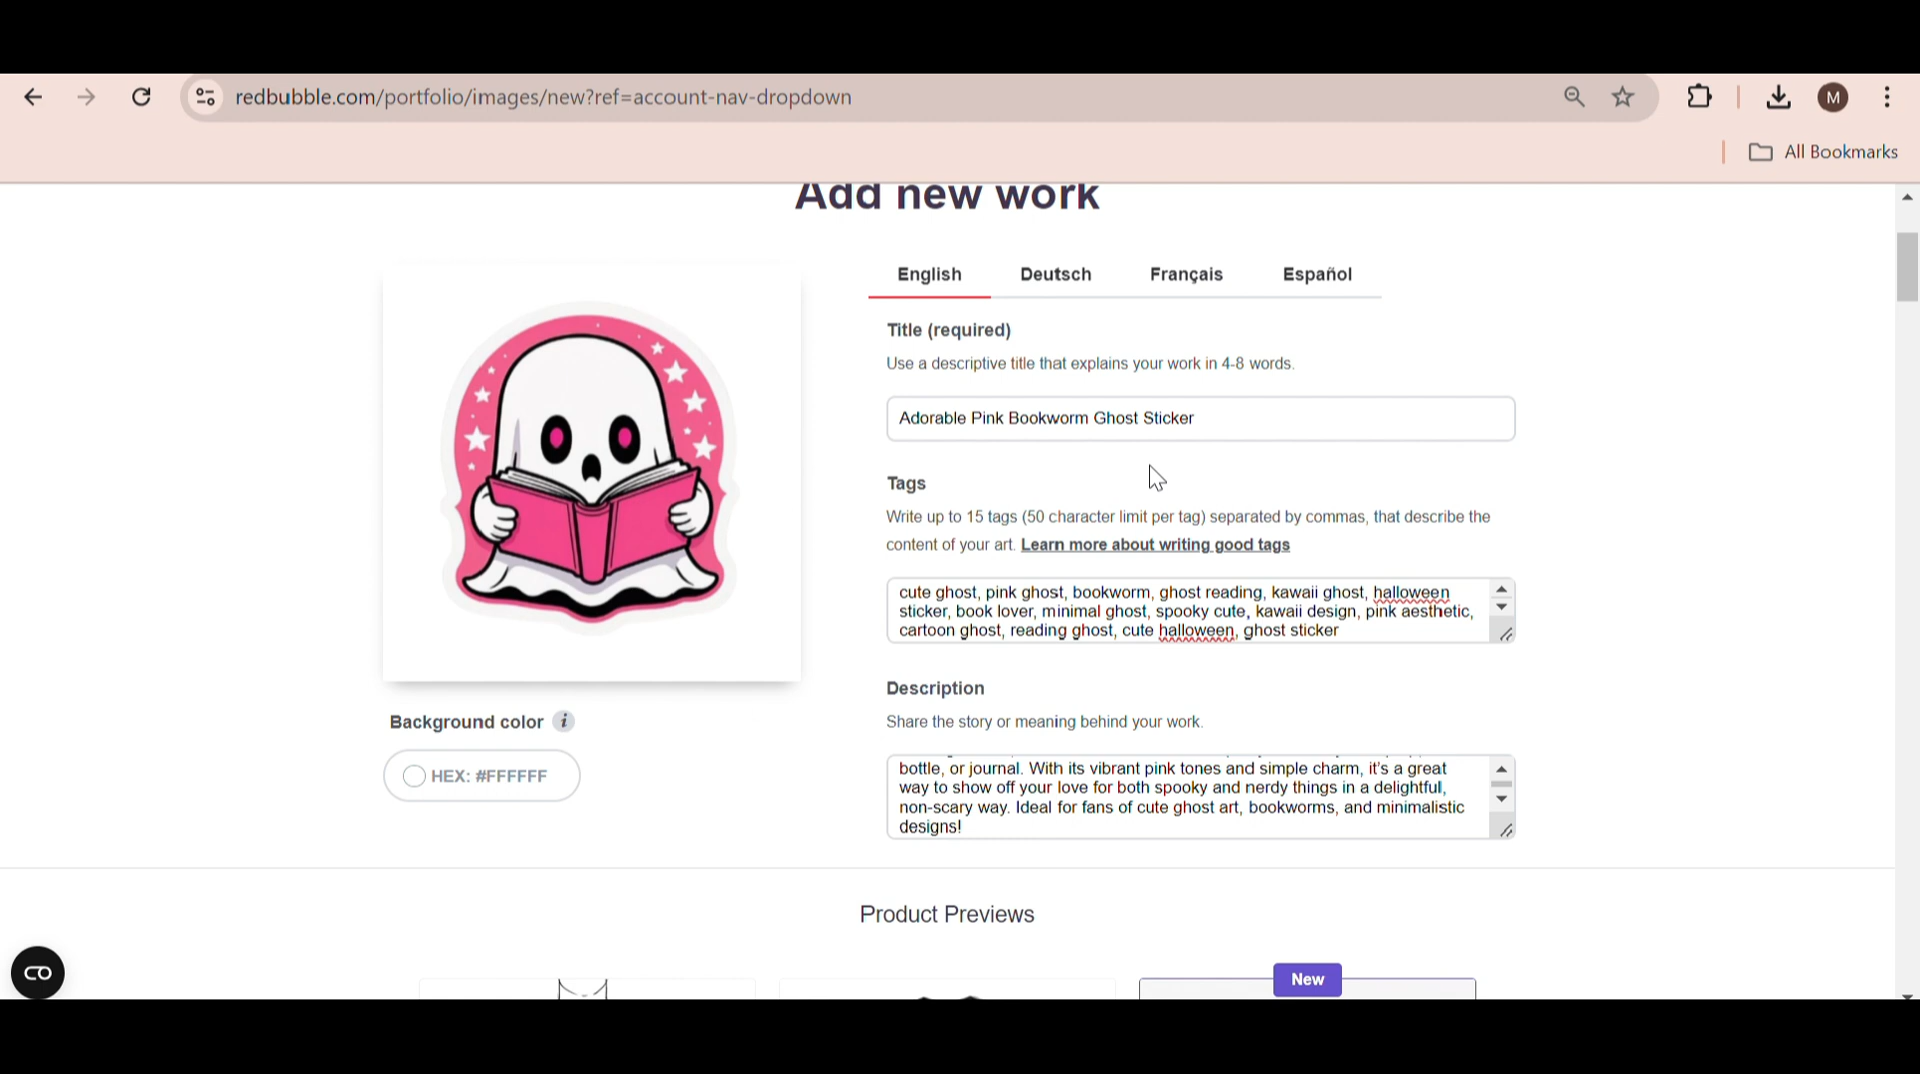 redbubble.com/portfolio/images/new?ref=account-nav-dropdown
M
All Bookmarks
Add new work
English Deutsch Français Español
Title (required)
Use a descriptive title that explains your work in 4-8 words.
Adorable Pink Bookworm Ghost Sticker
Tags
Write up to 15 tags (50 character limit per tag) separated by commas, that describe the
content of your art. Learn more about writing good tags
cute ghost, pink ghost, bookworm, ghost reading, kawaii ghost, halloween
sticker, book lover, minimal ghost, spooky cute, kawaii design, pink aesthetic,
cartoon ghost, reading ghost, cute halloween, ghost sticker
Description
Share the story or meaning behind your work.
bottle, or journal. With its vibrant pink tones and simple charm, it's a great
way to show off your love for both spooky and nerdy things in a delightful,
non-scary way. Ideal for fans of cute ghost art, bookworms, and minimalistic
designs!
Background color i
HEX: #FFFFFF
Product Previews
New